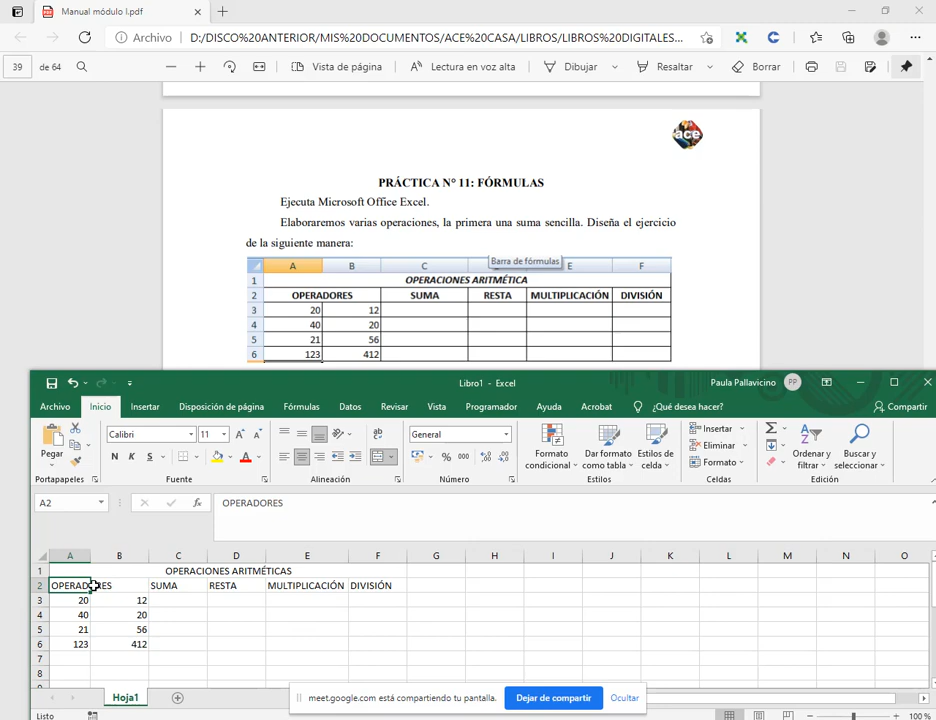 Manual módulo I.pdf
Archivo D:/DISCO%20ANTERIOR/MIS%20DOCUMENTOS/ACE%20CASA/LIBROS/LIBROS%20DIGITALES...
39 de 64 Vista de página Lectura en voz alta Dibujar Resaltar Borrar
ace
PRÁCTICA N° 11: FÓRMULAS
Ejecuta Microsoft Office Excel.
Elaboraremos varias operaciones, la primera una suma sencilla. Diseña el ejercicio
de la siguiente manera:
Barra de fórmulas
A B C E F
1 OPERACIONES ARITMÉTICA
2 OPERADORES SUMA RESTA MULTIPLICACIÓN DIVISIÓN
3 20 12
4 40 20
5 21 56
6 123 412
Libro1 - Excel Paula Pallavicino PP
Archivo Inicio Insertar Disposición de página Fórmulas Datos Revisar Vista Programador Ayuda Acrobat ¿Qué desea hacer? Compartir
Pegar Calibri 11 N K S General % 000 Formato condicional Dar formato como tabla Estilos de celda Insertar Eliminar Formato Ordenar y filtrar Buscar y seleccionar
Portapapeles Fuente Alineación Número Estilos Celdas Edición
A2 fx OPERADORES
A B C D E F G H I J K L M N O
1 OPERACIONES ARITMÉTICAS
2 OPERADORES SUMA RESTA MULTIPLICACIÓN DIVISIÓN
3 20 12
4 40 20
5 21 56
6 123 412
7
8
9
Hoja1
meet.google.com está compartiendo tu pantalla. Dejar de compartir Ocultar
Listo 100 %